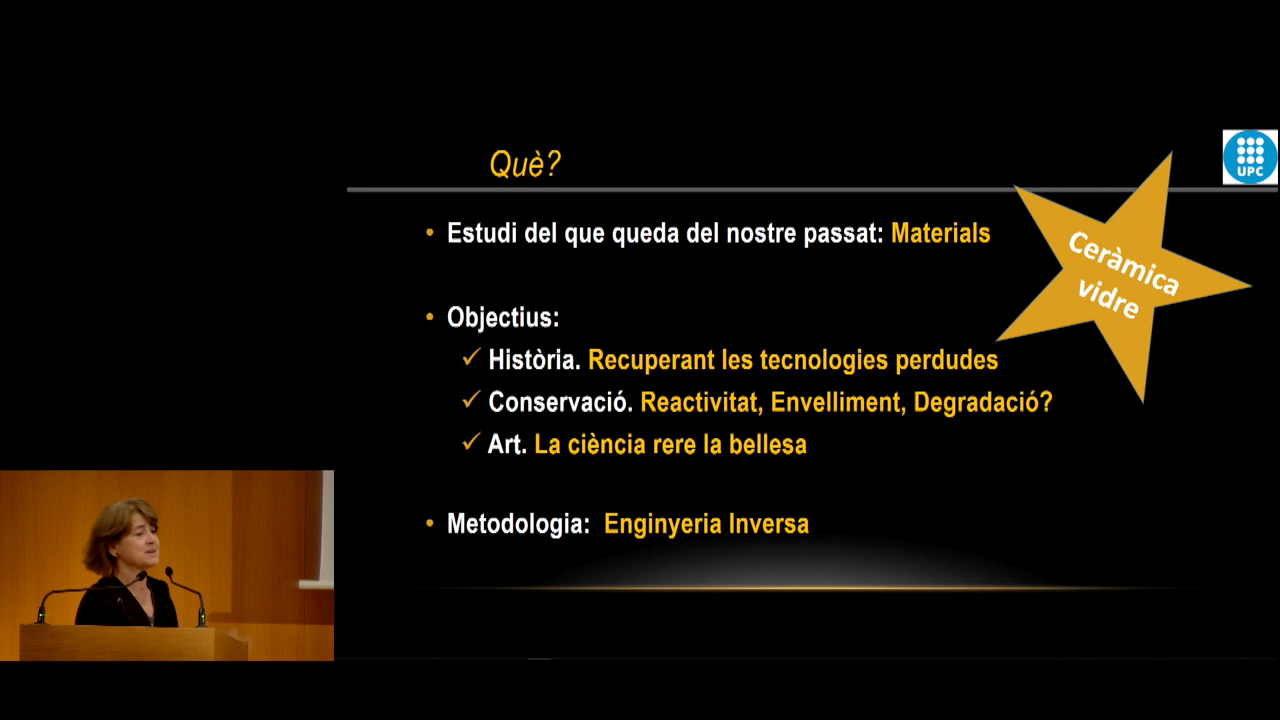 Què?
UPC
• Estudi del que queda del nostre passat: Materials
Ceràmica
vidre
• Objectius:
✓ Història. Recuperant les tecnologies perdudes
✓ Conservació. Reactivitat, Envelliment, Degradació?
✓ Art. La ciència rere la bellesa
• Metodologia: Enginyeria Inversa